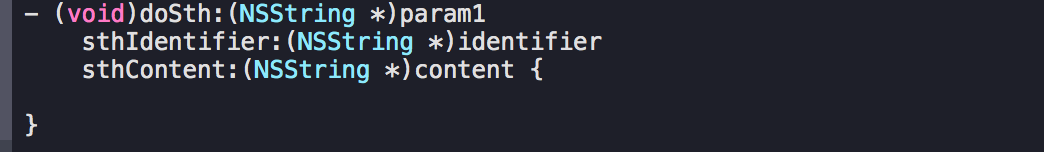 - (void)doSth:(NSString *)param1
    sthIdentifier:(NSString *)identifier
    sthContent:(NSString *)content {

}